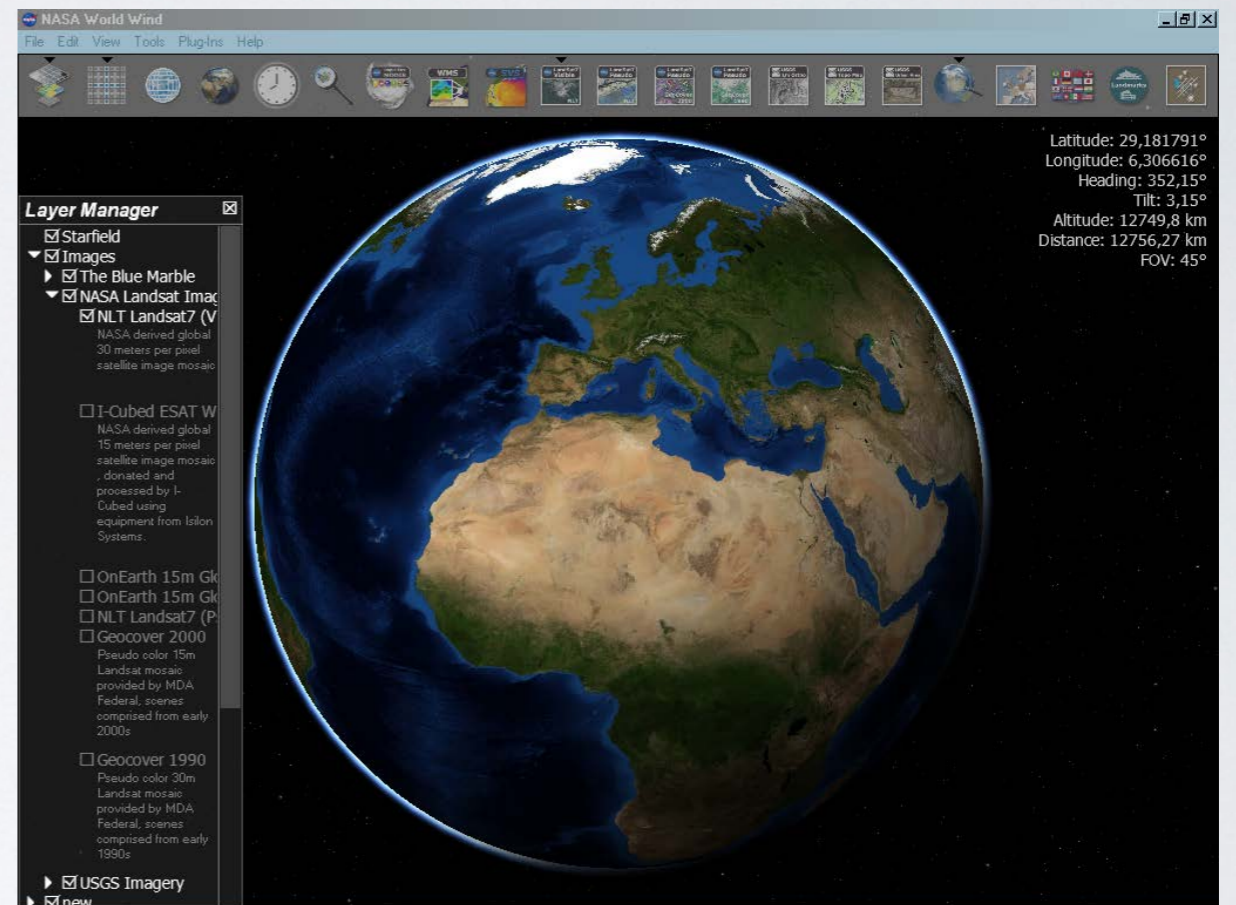 NASA World Wind
File Edit View Tools Plug-Ins Help
WMS
SVS
Landmarks
Latitude: 29,181791°
Longitude: 6,306616°
Heading: 352,15°
Tilt: 3,15°
Altitude: 12749,8 km
Distance: 12756,27 km
FOV: 45°
Layer Manager
Starfield
Images
The Blue Marble
NASA Landsat Imag
NLT Landsat7 (V
NASA derived global
30 meters per pixel
satellite image mosaic
I-Cubed ESAT W
NASA derived global
15 meters per pixel
satellite image mosaic
, donated and
processed by I-
Cubed using
equipment from Isilon
Systems.
OnEarth 15m Gl
OnEarth 15m Gl
NLT Landsat7 (P
Geocover 2000
Pseudo color 15m
Landsat mosaic
provided by MDA
Federal, scenes
comprised from early
2000s
Geocover 1990
Pseudo color 30m
Landsat mosaic
provided by MDA
Federal, scenes
comprised from early
1990s
USGS Imagery
new